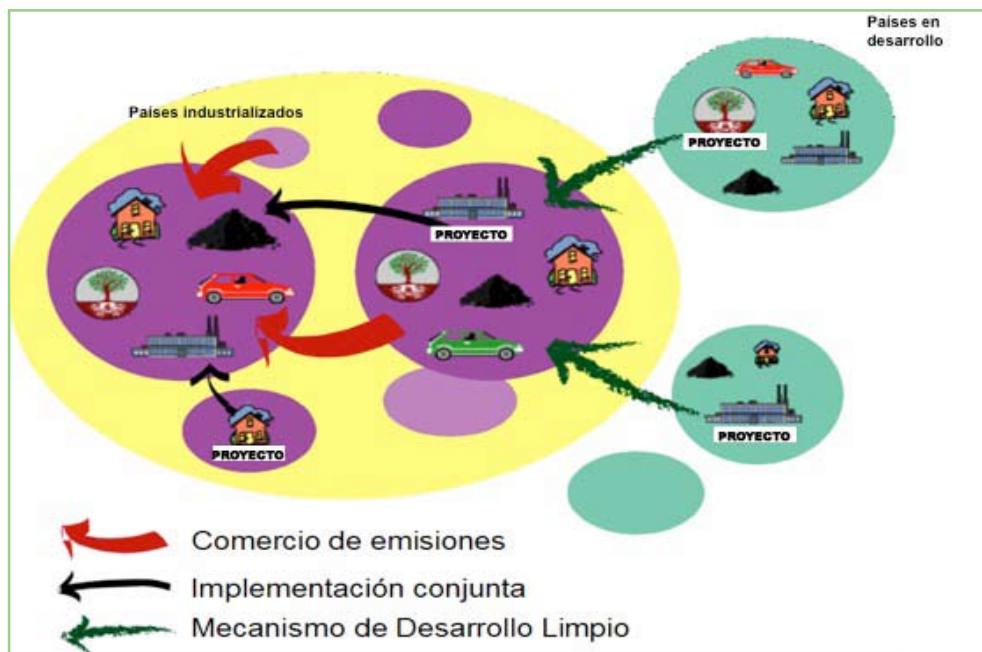 Países en
desarrollo
Países industrializados
PROYECTO
PROYECTO
PROYECTO
PROYECTO
Comercio de emisiones
Implementación conjunta
Mecanismo de Desarrollo Limpio